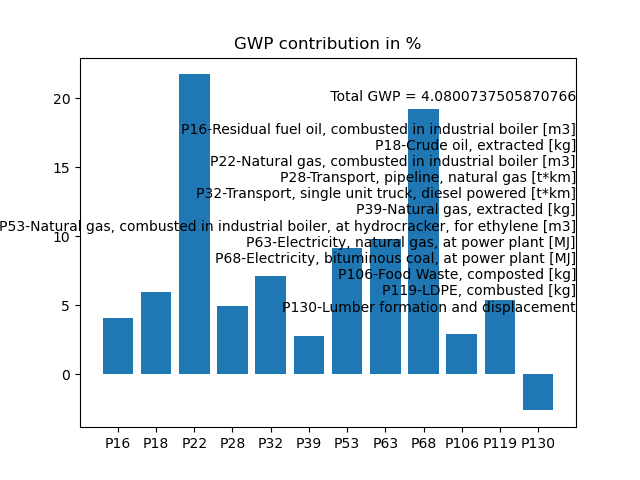 GWP contribution in %
Total GWP = 4.0800737505870766
P16-Residual fuel oil, combusted in industrial boiler [m3]
P18-Crude oil, extracted [kg]
P22-Natural gas, combusted in industrial boiler [m3]
P28-Transport, pipeline, natural gas [t*km]
P32-Transport, single unit truck, diesel powered [t*km]
P39-Natural gas, extracted [kg]
P53-Natural gas, combusted in industrial boiler, at hydrocracker, for ethylene [m3]
P63-Electricity, natural gas, at power plant [MJ]
P68-Electricity, bituminous coal, at power plant [MJ]
P106-Food Waste, composted [kg]
P119-LDPE, combusted [kg]
P130-Lumber formation and displacement
20
15
10
5
0
P16 P18 P22 P28 P32 P39 P53 P63 P68 P106 P119 P130